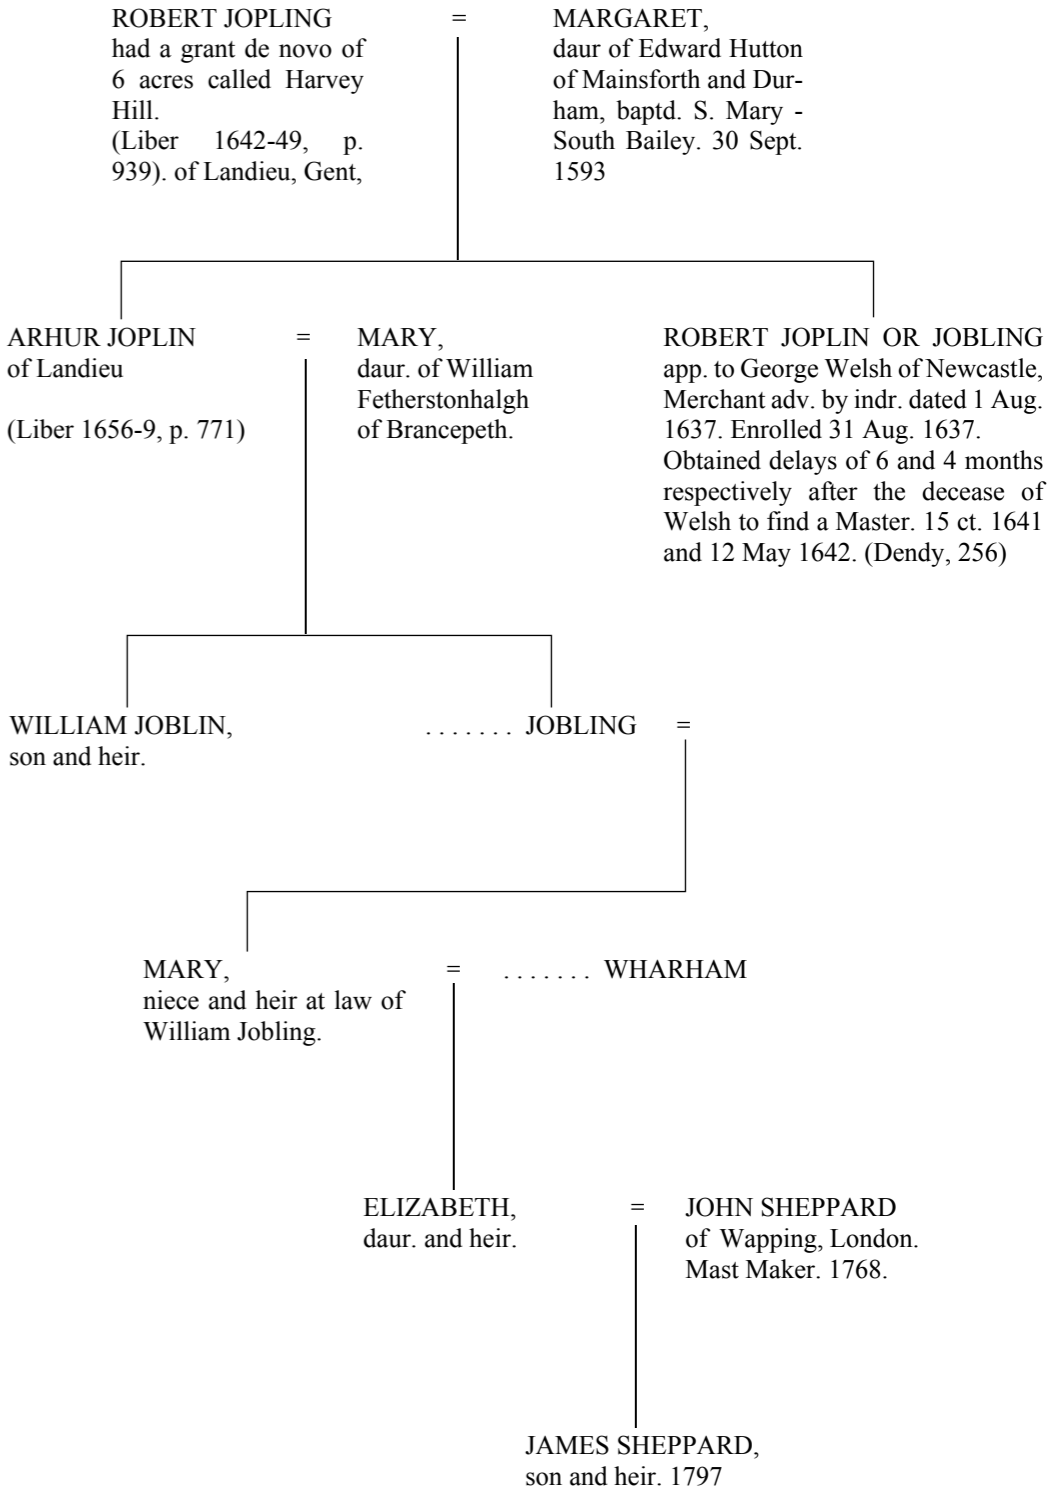 ROBERT JOPLING
had a grant de novo of
6 acres called Harvey
Hill.
(Liber 1642-49, p.
939). of Landieu, Gent,
=
MARGARET,
daur of Edward Hutton
of Mainsforth and Dur-
ham, baptd. S. Mary -
South Bailey. 30 Sept.
1593
ARHUR JOPLIN
of Landieu
(Liber 1656-9, p. 771)
=
MARY,
daur. of William
Fetherstonhalgh
of Brancepeth.
ROBERT JOPLIN OR JOBLING
app. to George Welsh of Newcastle,
Merchant adv. by indr. dated 1 Aug.
1637. Enrolled 31 Aug. 1637.
Obtained delays of 6 and 4 months
respectively after the decease of
Welsh to find a Master. 15 ct. 1641
and 12 May 1642. (Dendy, 256)
WILLIAM JOBLIN,
son and heir.
. . . . . . . JOBLING =
MARY,
niece and heir at law of
William Jobling.
=
. . . . . . . WHARHAM
ELIZABETH,
daur. and heir.
=
JOHN SHEPPARD
of Wapping, London.
Mast Maker. 1768.
JAMES SHEPPARD,
son and heir. 1797